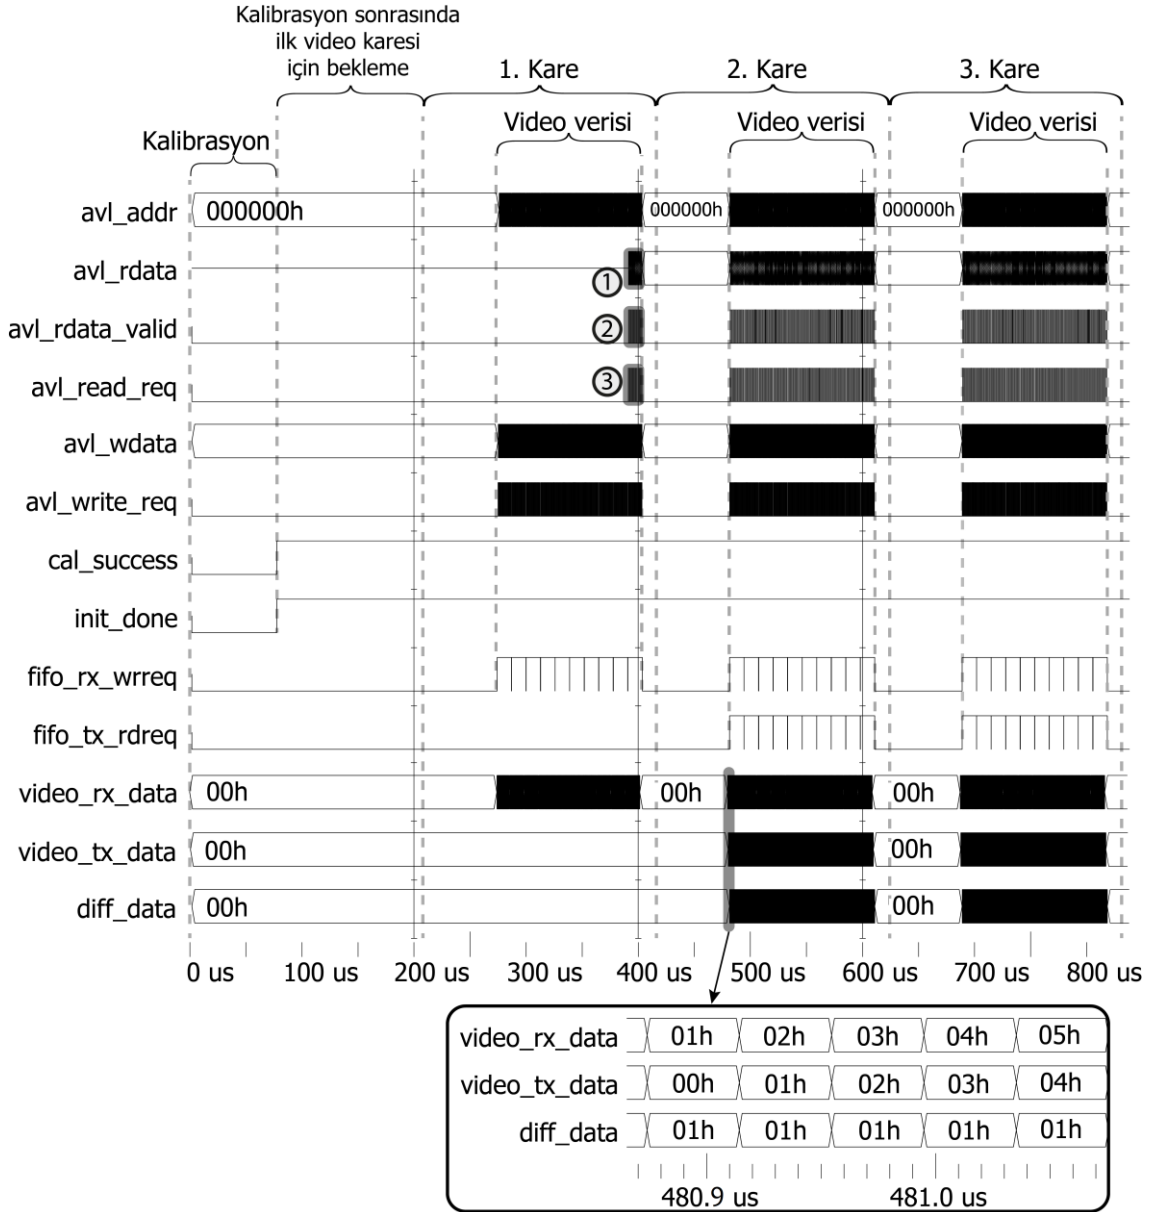 Kalibrasyon sonrasında
ilk video karesi
için bekleme
1. Kare
2. Kare
3. Kare
Kalibrasyon
Video verisi
Video verisi
Video verisi
avl_addr
000000h
000000h
000000h
avl_rdata
1
avl_rdata_valid
2
avl_read_req
3
avl_wdata
avl_write_req
cal_success
init_done
fifo_rx_wrreq
fifo_tx_rdreq
video_rx_data
00h
00h
00h
video_tx_data
00h
00h
diff_data
00h
00h
0 us
100 us
200 us
300 us
400 us
500 us
600 us
700 us
800 us
video_rx_data
01h
02h
03h
04h
05h
video_tx_data
00h
01h
02h
03h
04h
diff_data
01h
01h
01h
01h
01h
480.9 us
481.0 us